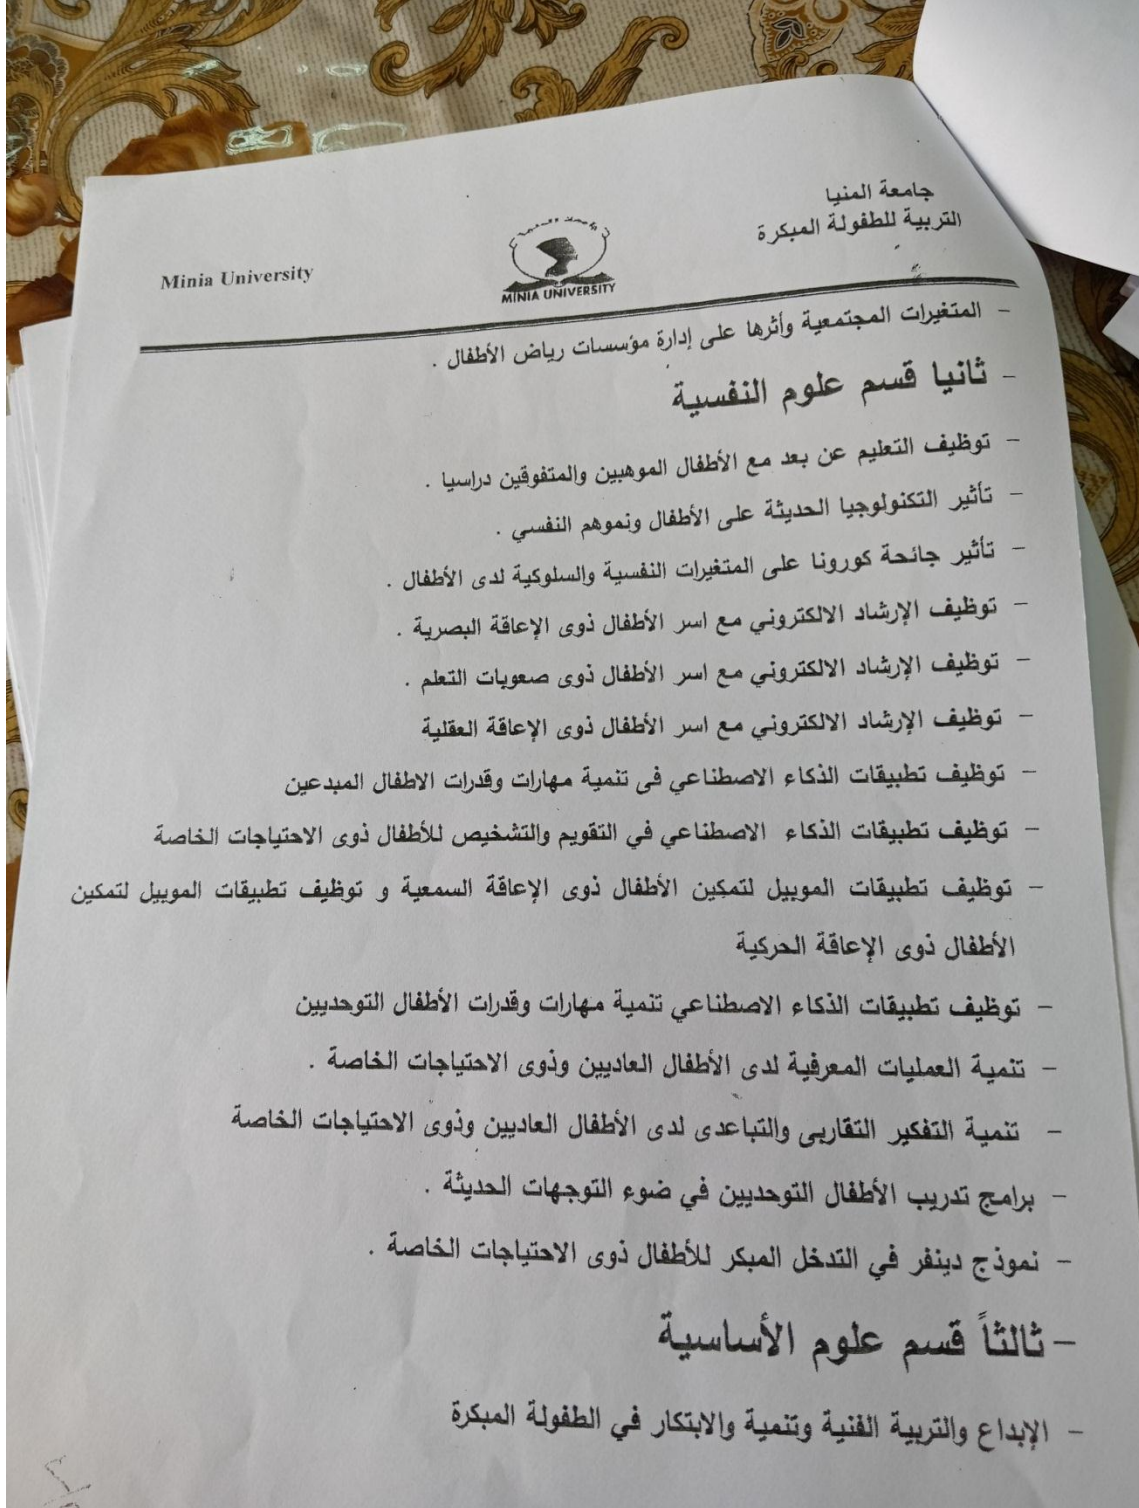 جامعة المنيا
التربية للطفولة المبكرة
Minia University
MINIA UNIVERSITY
- المتغيرات المجتمعية وأثرها على إدارة مؤسسات رياض الأطفال .
- ثانيا قسم علوم النفسية
- توظيف التعليم عن بعد مع الأطفال الموهبين والمتفوقين دراسيا .
- تأثير التكنولوجيا الحديثة على الأطفال ونموهم النفسي .
- تأثير جائحة كورونا على المتغيرات النفسية والسلوكية لدى الأطفال .
- توظيف الإرشاد الالكتروني مع اسر الأطفال ذوى الإعاقة البصرية .
- توظيف الإرشاد الالكتروني مع اسر الأطفال ذوى صعوبات التعلم .
- توظيف الإرشاد الالكتروني مع اسر الأطفال ذوى الإعاقة العقلية
- توظيف تطبيقات الذكاء الاصطناعي فى تنمية مهارات وقدرات الاطفال المبدعين
- توظيف تطبيقات الذكاء الاصطناعي في التقويم والتشخيص للأطفال ذوى الاحتياجات الخاصة
- توظيف تطبيقات الموبيل لتمكين الأطفال ذوى الإعاقة السمعية و توظيف تطبيقات الموبيل لتمكين
الأطفال ذوى الإعاقة الحركية
- توظيف تطبيقات الذكاء الاصطناعي تنمية مهارات وقدرات الأطفال التوحديين
- تنمية العمليات المعرفية لدى الأطفال العاديين وذوى الاحتياجات الخاصة .
- تنمية التفكير التقاربى والتباعدى لدى الأطفال العاديين وذوى الاحتياجات الخاصة
- برامج تدريب الأطفال التوحديين في ضوء التوجهات الحديثة .
- نموذج دينفر في التدخل المبكر للأطفال ذوى الاحتياجات الخاصة .
- ثالثاً قسم علوم الأساسية
- الإبداع والتربية الفنية وتنمية والابتكار في الطفولة المبكرة